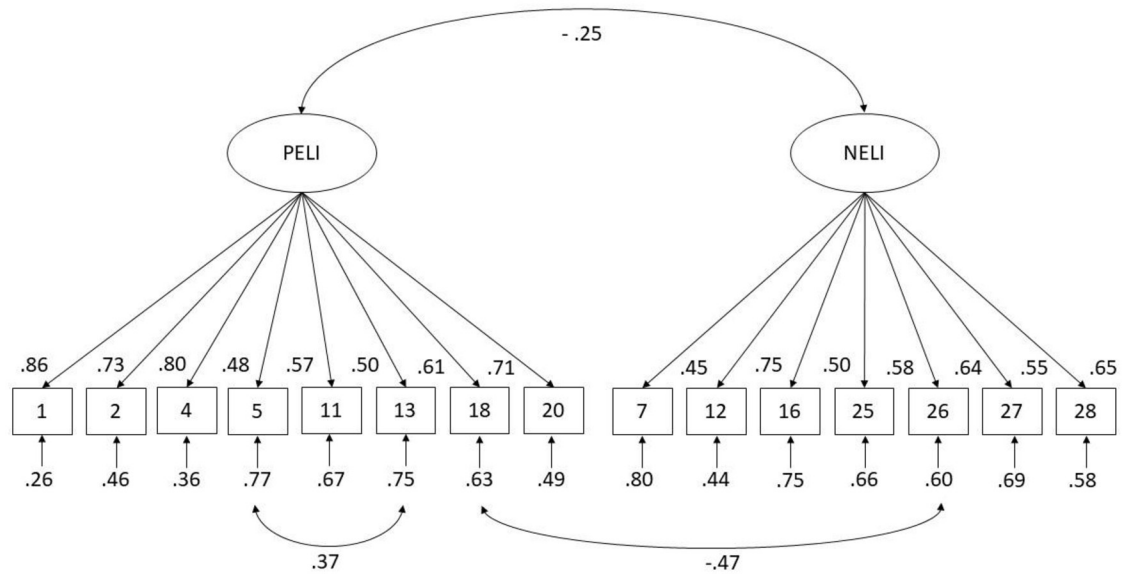 - .25
PELI NELI
.86 .73 .80 .48 .57 .50 .61 .71 .45 .75 .50 .58 .64 .55 .65
1 2 4 5 11 13 18 20 7 12 16 25 26 27 28
.26 .46 .36 .77 .67 .75 .63 .49 .80 .44 .75 .66 .60 .69 .58
.37 -.47